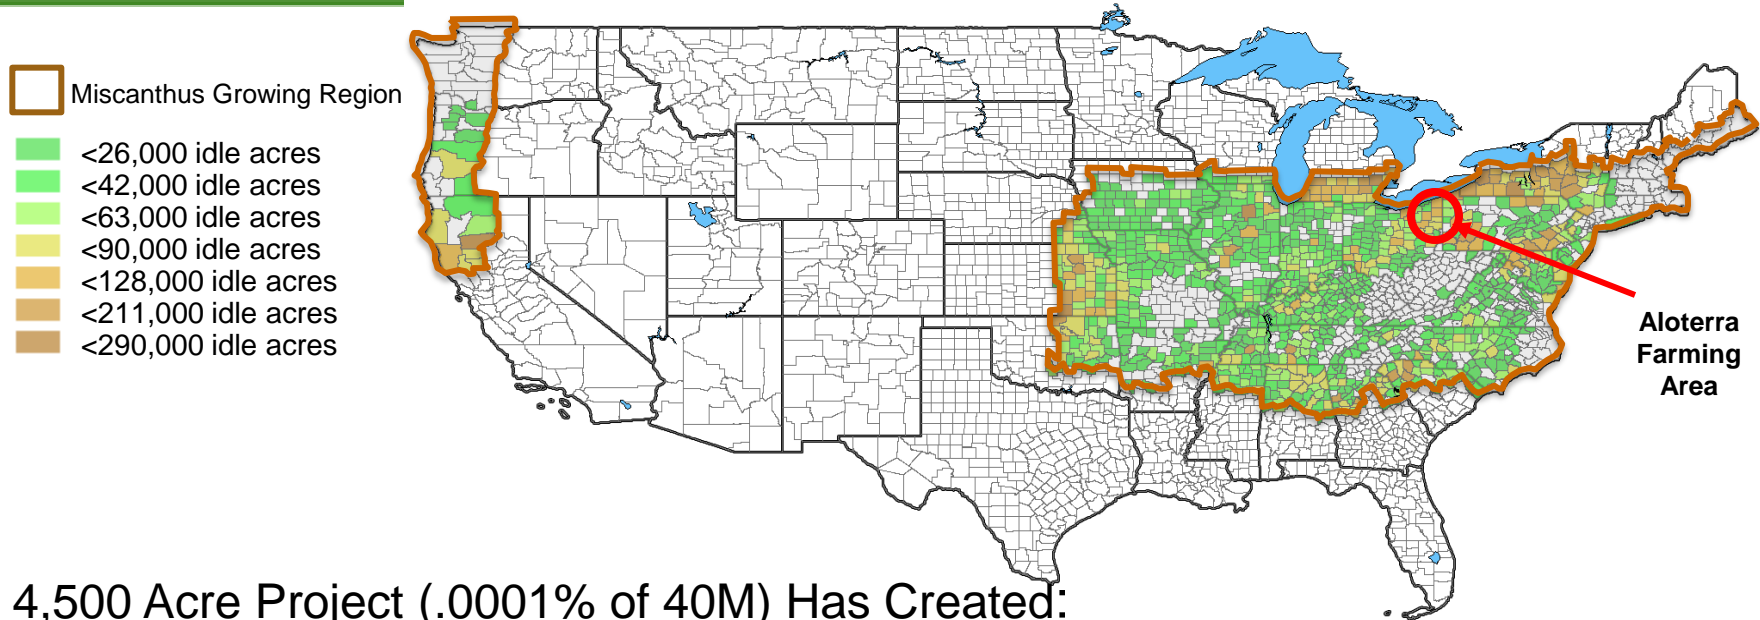 Miscanthus Growing Region
<26,000 idle acres
<42,000 idle acres
<63,000 idle acres
<90,000 idle acres
<128,000 idle acres
<211,000 idle acres
<290,000 idle acres
Aloterra
Farming
Area
4,500 Acre Project (.0001% of 40M) Has Created: